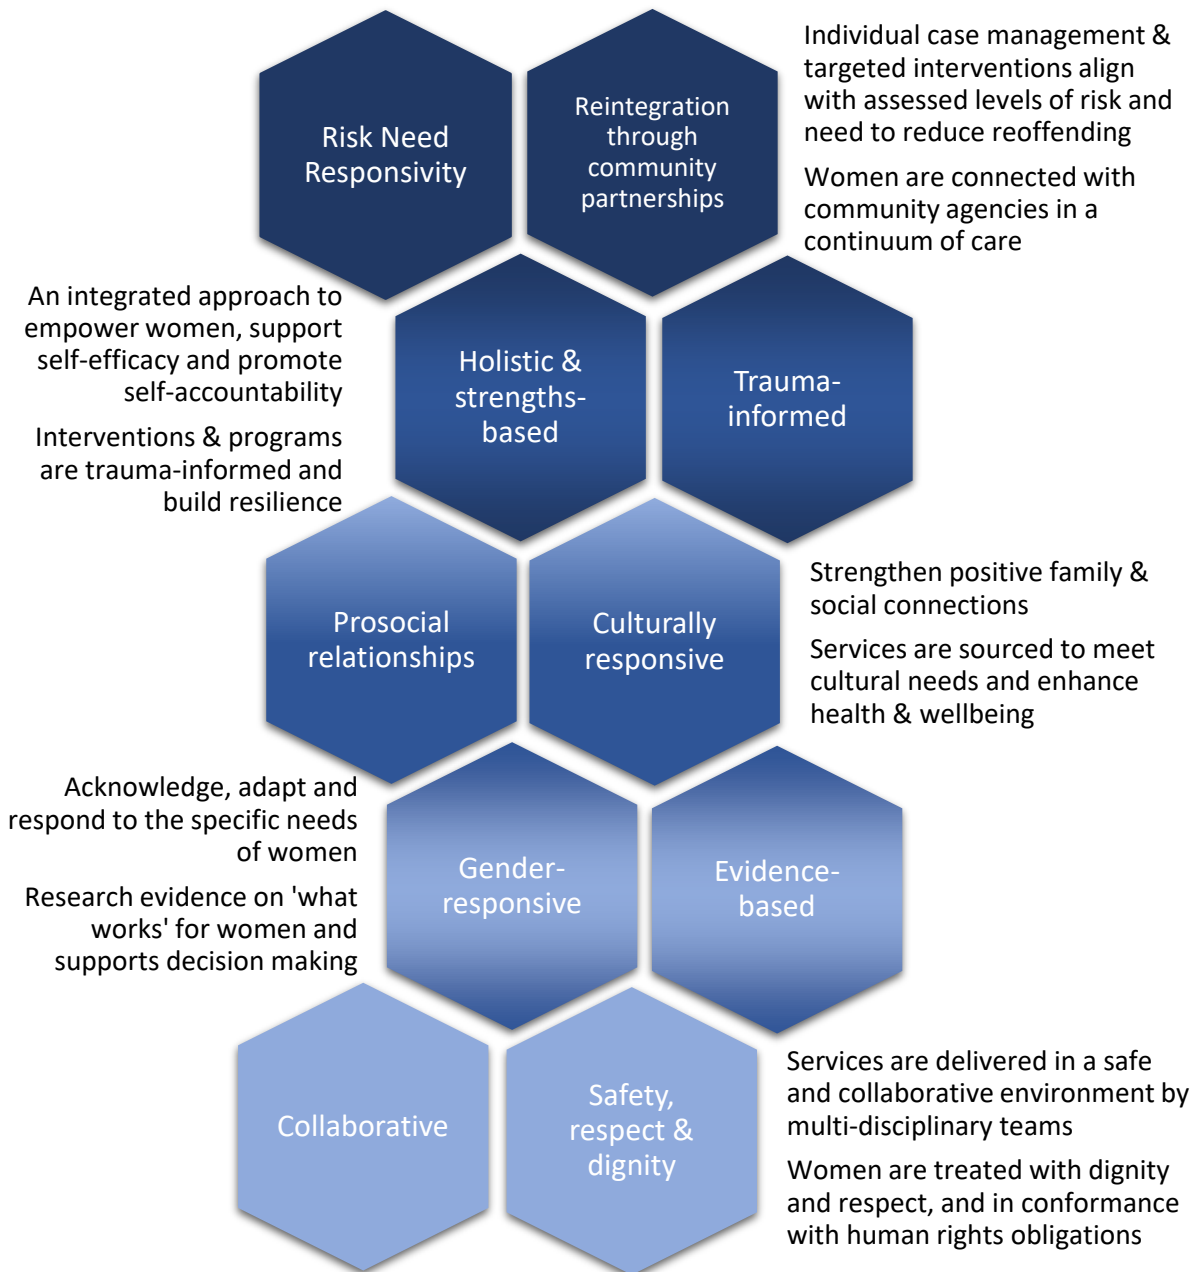 Risk Need
Responsivity
Reintegration
through
community
partnerships
Individual case management &
targeted interventions align
with assessed levels of risk and
need to reduce reoffending
Women are connected with
community agencies in a
continuum of care
An integrated approach to
empower women, support
self-efficacy and promote
self-accountability
Interventions & programs
are trauma-informed and
build resilience
Holistic &
strengths-
based
Trauma-
informed
Prosocial
relationships
Culturally
responsive
Strengthen positive family &
social connections
Services are sourced to meet
cultural needs and enhance
health & wellbeing
Acknowledge, adapt and
respond to the specific needs
of women
Research evidence on 'what
works' for women and
supports decision making
Gender-
responsive
Evidence-
based
Collaborative
Safety,
respect &
dignity
Services are delivered in a safe
and collaborative environment by
multi-disciplinary teams
Women are treated with dignity
and respect, and in conformance
with human rights obligations